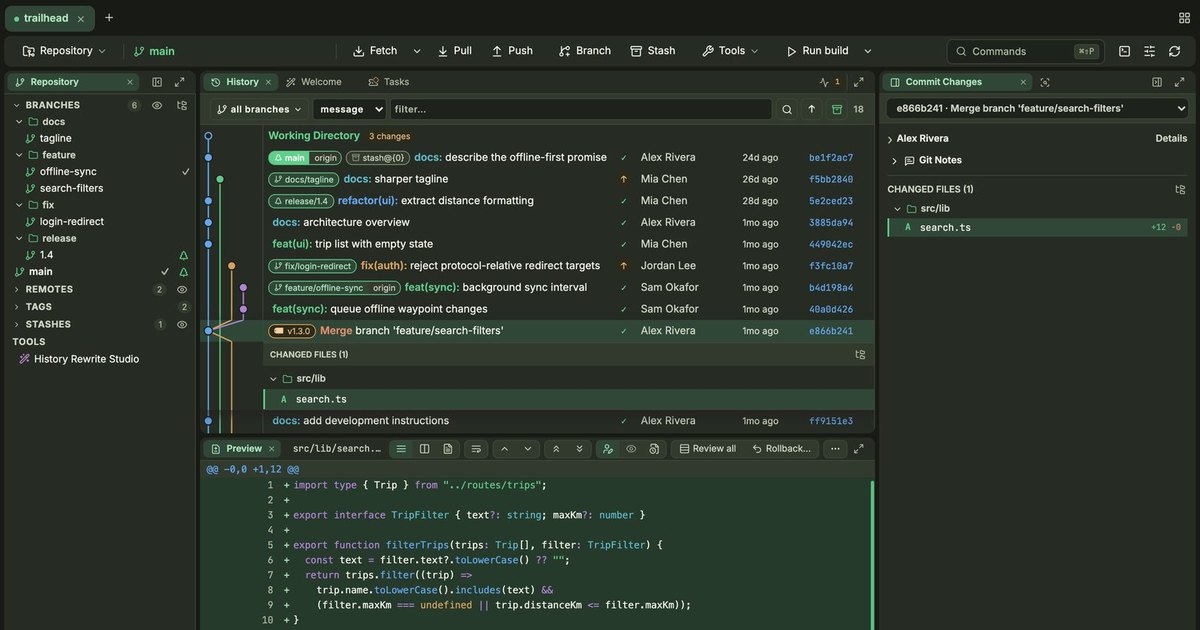 trailhead
Repository
main
Fetch
Pull
Push
Branch
Stash
Tools
Run build
Commands
⌘⇧P
Repository
BRANCHES 6
docs
tagline
feature
offline-sync
search-filters
fix
login-redirect
release
1.4
main
REMOTES 2
TAGS 2
STASHES 1
TOOLS
History Rewrite Studio
History
Welcome
Tasks
1
all branches
message
filter...
18
Working Directory 3 changes
main origin stash@{0} docs: describe the offline-first promise Alex Rivera 24d ago be1f2ac7
docs/tagline docs: sharper tagline Mia Chen 26d ago f5bb2840
release/1.4 refactor(ui): extract distance formatting Mia Chen 28d ago 5e2ced23
docs: architecture overview Alex Rivera 1mo ago 3885da94
feat(ui): trip list with empty state Mia Chen 1mo ago 449042ec
fix/login-redirect fix(auth): reject protocol-relative redirect targets Jordan Lee 1mo ago f3fc10a7
feature/offline-sync origin feat(sync): background sync interval Sam Okafor 1mo ago b4d198a4
feat(sync): queue offline waypoint changes Sam Okafor 1mo ago 40a0d426
v1.3.0 Merge branch 'feature/search-filters' Alex Rivera 1mo ago e866b241
CHANGED FILES (1)
src/lib
A search.ts
docs: add development instructions Alex Rivera 1mo ago ff9151e3
Preview
src/lib/search...
Review all
Rollback...
@@ -0,0 +1,12 @@
1 +import type { Trip } from "../routes/trips";
2 +
3 +export interface TripFilter { text?: string; maxKm?: number }
4 +
5 +export function filterTrips(trips: Trip[], filter: TripFilter) {
6 + const text = filter.text?.toLowerCase() ?? "";
7 + return trips.filter((trip) =>
8 + trip.name.toLowerCase().includes(text) &&
9 + (filter.maxKm === undefined || trip.distanceKm <= filter.maxKm));
10 +}
Commit Changes
e866b241 · Merge branch 'feature/search-filters'
Alex Rivera Details
Git Notes
CHANGED FILES (1)
src/lib
A search.ts +12 -0